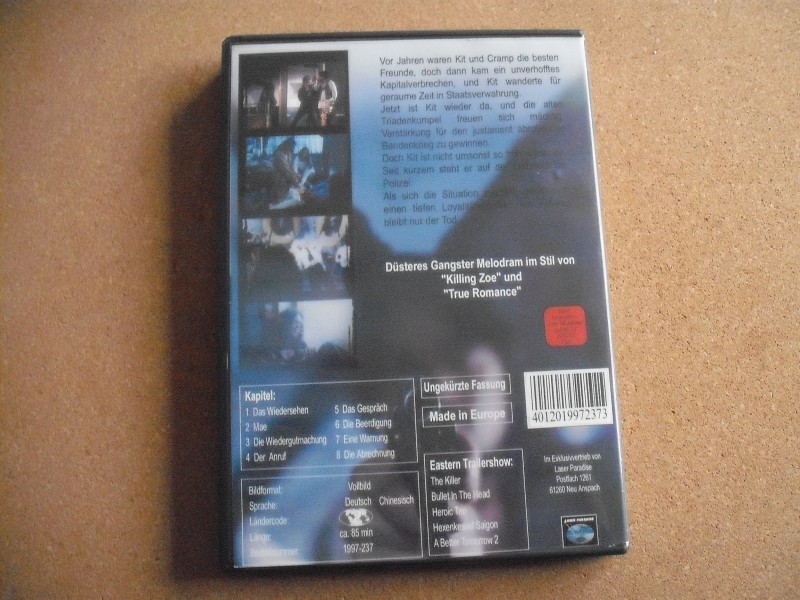 Vor Jahren waren Kit und Cramp die besten
Freunde, doch dann kam ein unverhofftes
Kapitalverbrechen, und Kit wanderte für
geraume Zeit in Staatsverwahrung.
Jetzt ist Kit wieder da, und die alten
Triadenkumpel freuen sich mächtig
Verstärkung für den justament
Bandenkrieg zu gewinnen.
Doch Kit ist nicht umsonst so
Seit kurzem steht er auf der
Polizei.
Als sich die Situation
einen tiefen
bleibt nur der Tod
Düsteres Gangster Melodram im Stil von
"Killing Zoe" und
"True Romance"
Kapitel:
1 Das Wiedersehen
2 Mae
3 Die Wiedergutmachung
4 Der Anruf
5 Das Gespräch
6 Die Beerdigung
7 Eine Warnung
8 Die Abrechnung
Ungekürzte Fassung
Made in Europe
4012019972373
Bildformat: Vollbild
Sprache: Deutsch Chinesisch
Ländercode:
Länge: ca. 85 min
1997-237
Eastern Trailershow:
The Killer
Bullet In The Head
Heroic Trio
Hexenkessel Saigon
A Better Tomorrow 2
Im Exklusivvertrieb von
Laser Paradise
Postfach 1261
61260 Neu Anspach
LASER PARADISE